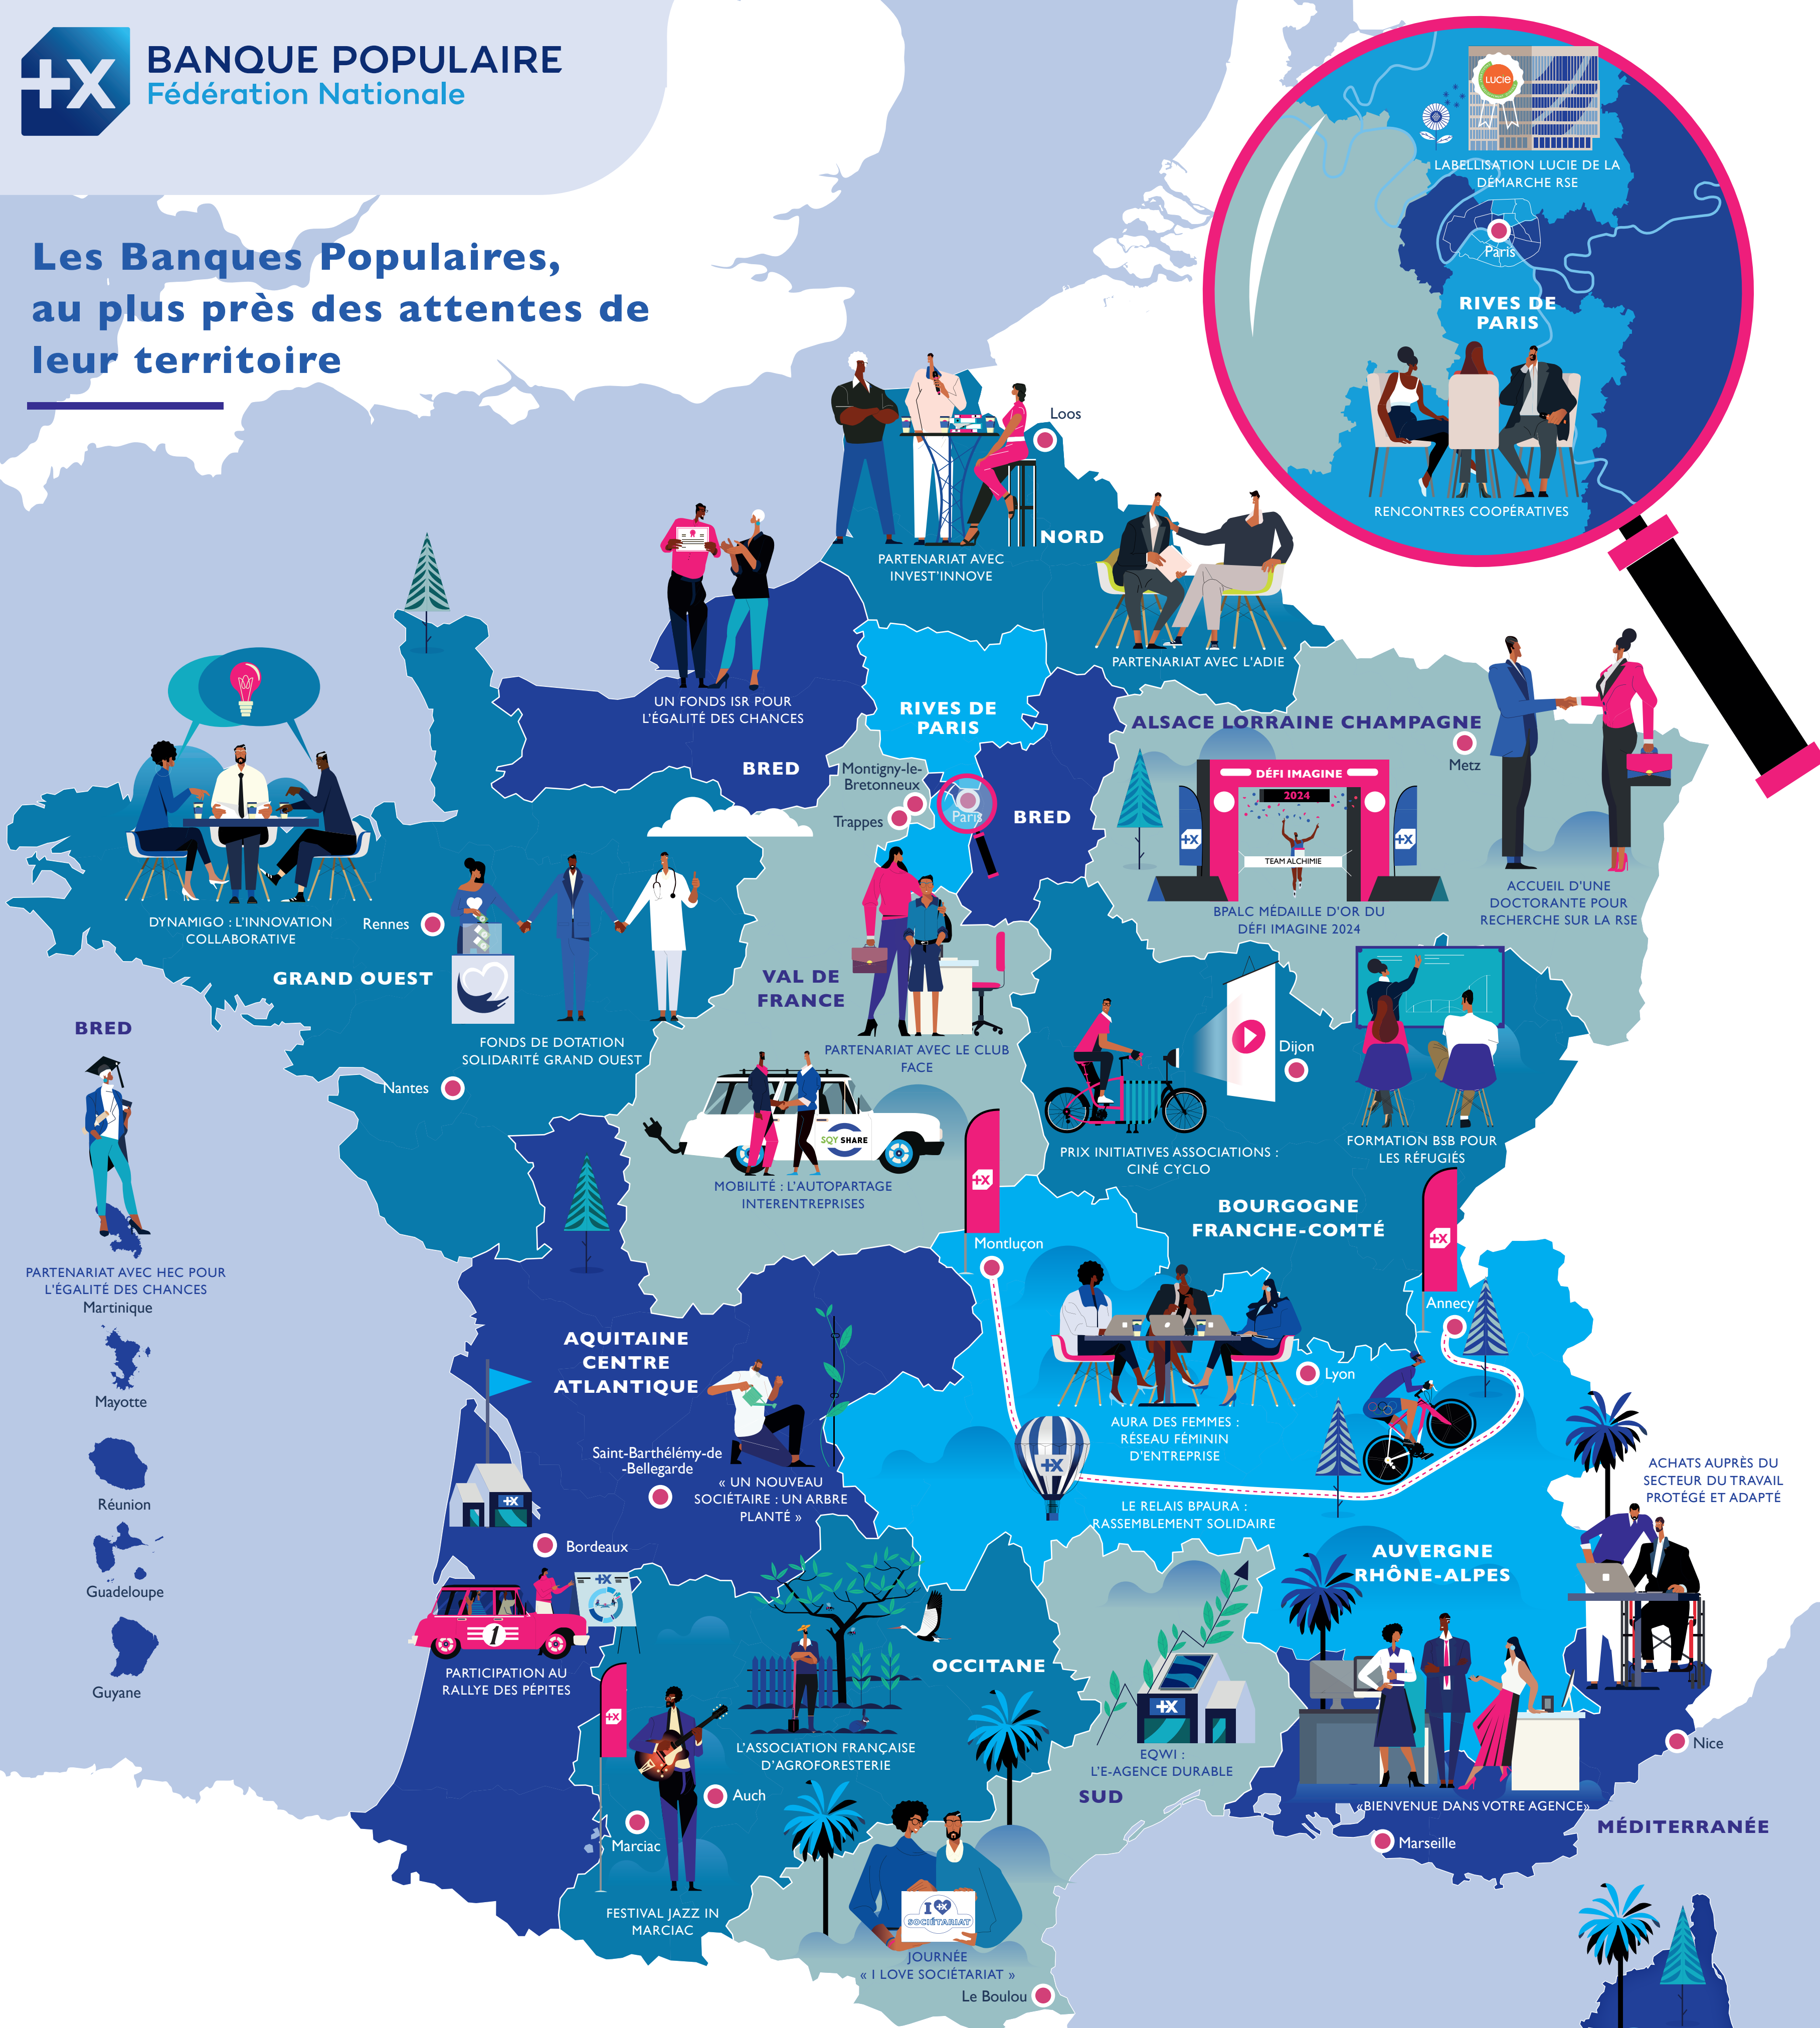 +X
BANQUE POPULAIRE
Fédération Nationale
Les Banques Populaires,
au plus près des attentes de
leur territoire
LUCIE
LABELLISATION LUCIE DE LA
DÉMARCHE RSE
Paris
RIVES DE
PARIS
RENCONTRES COOPÉRATIVES
Loos
NORD
PARTENARIAT AVEC
INVEST'INNOVE
PARTENARIAT AVEC L'ADIE
UN FONDS ISR POUR
L'ÉGALITÉ DES CHANCES
BRED
RIVES DE
PARIS
Montigny-le-
Bretonneux
Trappes
Paris
BRED
ALSACE LORRAINE CHAMPAGNE
Metz
DÉFI IMAGINE
2024
+X
+X
TEAM ALCHIMIE
BPALC MÉDAILLE D'OR DU
DÉFI IMAGINE 2024
ACCUEIL D'UNE
DOCTORANTE POUR
RECHERCHE SUR LA RSE
DYNAMIGO : L'INNOVATION
COLLABORATIVE
Rennes
GRAND OUEST
FONDS DE DOTATION
SOLIDARITÉ GRAND OUEST
Nantes
VAL DE
FRANCE
PARTENARIAT AVEC LE CLUB
FACE
SQY SHARE
MOBILITÉ : L'AUTOPARTAGE
INTERENTREPRISES
Dijon
PRIX INITIATIVES ASSOCIATIONS :
CINÉ CYCLO
FORMATION BSB POUR
LES RÉFUGIÉS
BOURGOGNE
FRANCHE-COMTÉ
BRED
PARTENARIAT AVEC HEC POUR
L'ÉGALITÉ DES CHANCES
Martinique
Mayotte
Réunion
Guadeloupe
Guyane
+X
Montluçon
+X
Annecy
Lyon
AURA DES FEMMES :
RÉSEAU FÉMININ
D'ENTREPRISE
+X
LE RELAIS BPAURA :
RASSEMBLEMENT SOLIDAIRE
AUVERGNE
RHÔNE-ALPES
AQUITAINE
CENTRE
ATLANTIQUE
Saint-Barthélémy-de
-Bellegarde
« UN NOUVEAU
SOCIÉTAIRE : UN ARBRE
PLANTÉ »
+X
Bordeaux
+X
1
PARTICIPATION AU
RALLYE DES PÉPITES
ACHATS AUPRÈS DU
SECTEUR DU TRAVAIL
PROTÉGÉ ET ADAPTÉ
OCCITANE
+X
L'ASSOCIATION FRANÇAISE
D'AGROFORESTERIE
Auch
Marciac
FESTIVAL JAZZ IN
MARCIAC
+X
EQWI :
L'E-AGENCE DURABLE
SUD
I +X
SOCIÉTARIAT
JOURNÉE
« I LOVE SOCIÉTARIAT »
Le Boulou
Nice
«BIENVENUE DANS VOTRE AGENCE»
MÉDITERRANÉE
Marseille